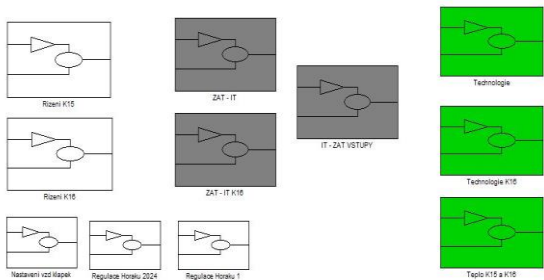 Rizeni K15
ZAT - IT
Technologie
IT - ZAT VSTUPY
Rizeni K16
ZAT - IT K16
Technologie K16
Nastaveni vzd klapek
Regulace Horaku 2024
Regulace Horaku 1
Teplo K15 a K16